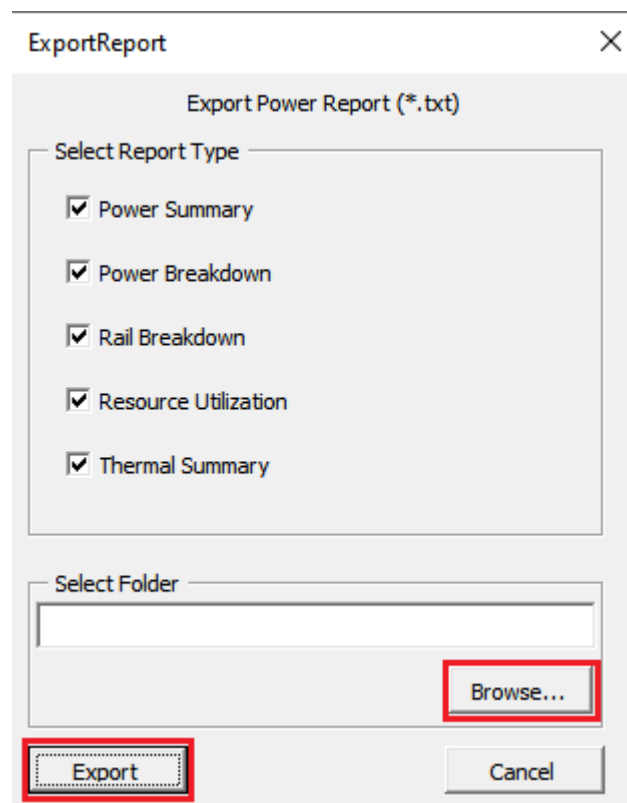 ExportReport
Export Power Report (*.txt)
Select Report Type
Power Summary
Power Breakdown
Rail Breakdown
Resource Utilization
Thermal Summary
Select Folder
Browse...
Export
Cancel